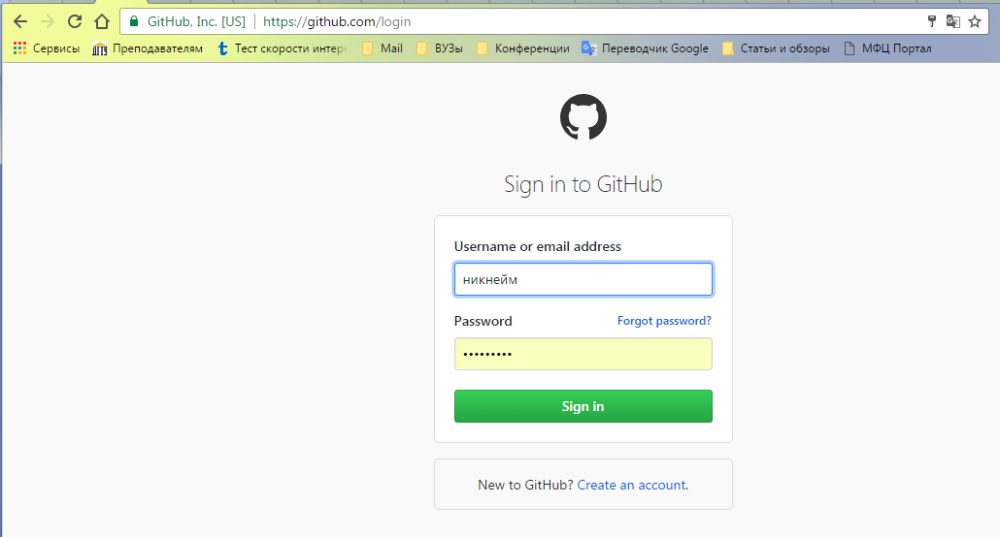 GitHub, Inc. [US] https://github.com/login
Сервисы Преподавателям Тест скорости интерн Mail ВУЗы Конференции Переводчик Google Статьи и обзоры МФЦ Портал
Sign in to GitHub
Username or email address
никнейм
Password Forgot password?
•••••••••
Sign in
New to GitHub? Create an account.